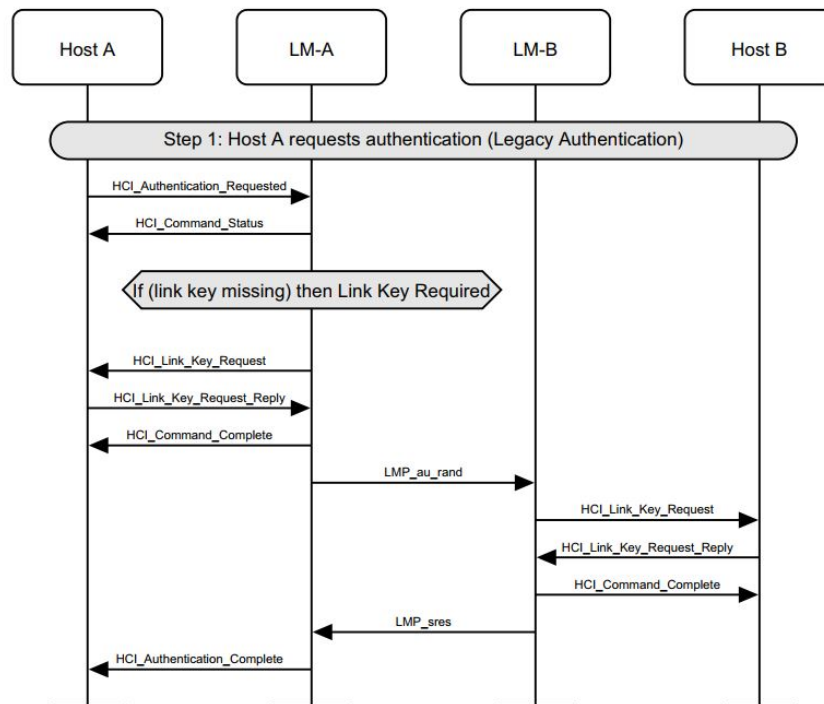 Host A
LM-A
LM-B
Host B
Step 1: Host A requests authentication (Legacy Authentication)
HCI_Authentication_Requested
HCI_Command_Status
If (link key missing) then Link Key Required
HCI_Link_Key_Request
HCI_Link_Key_Request_Reply
HCI_Command_Complete
LMP_au_rand
HCI_Link_Key_Request
HCI_Link_Key_Request_Reply
HCI_Command_Complete
LMP_sres
HCI_Authentication_Complete